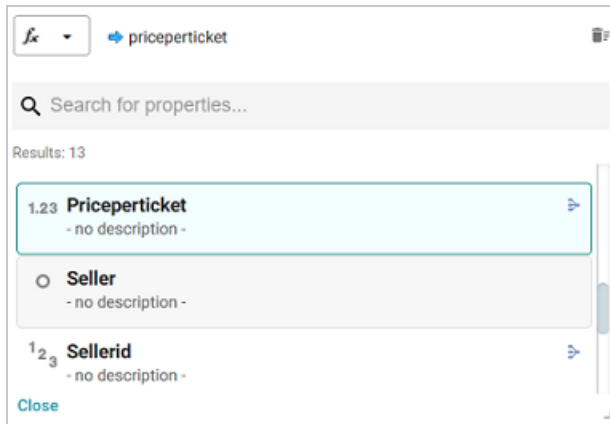 fx
priceperticket
Search for properties...
Results: 13
1.23 Priceperticket
- no description -
Seller
- no description -
123 Sellerid
- no description -
Close